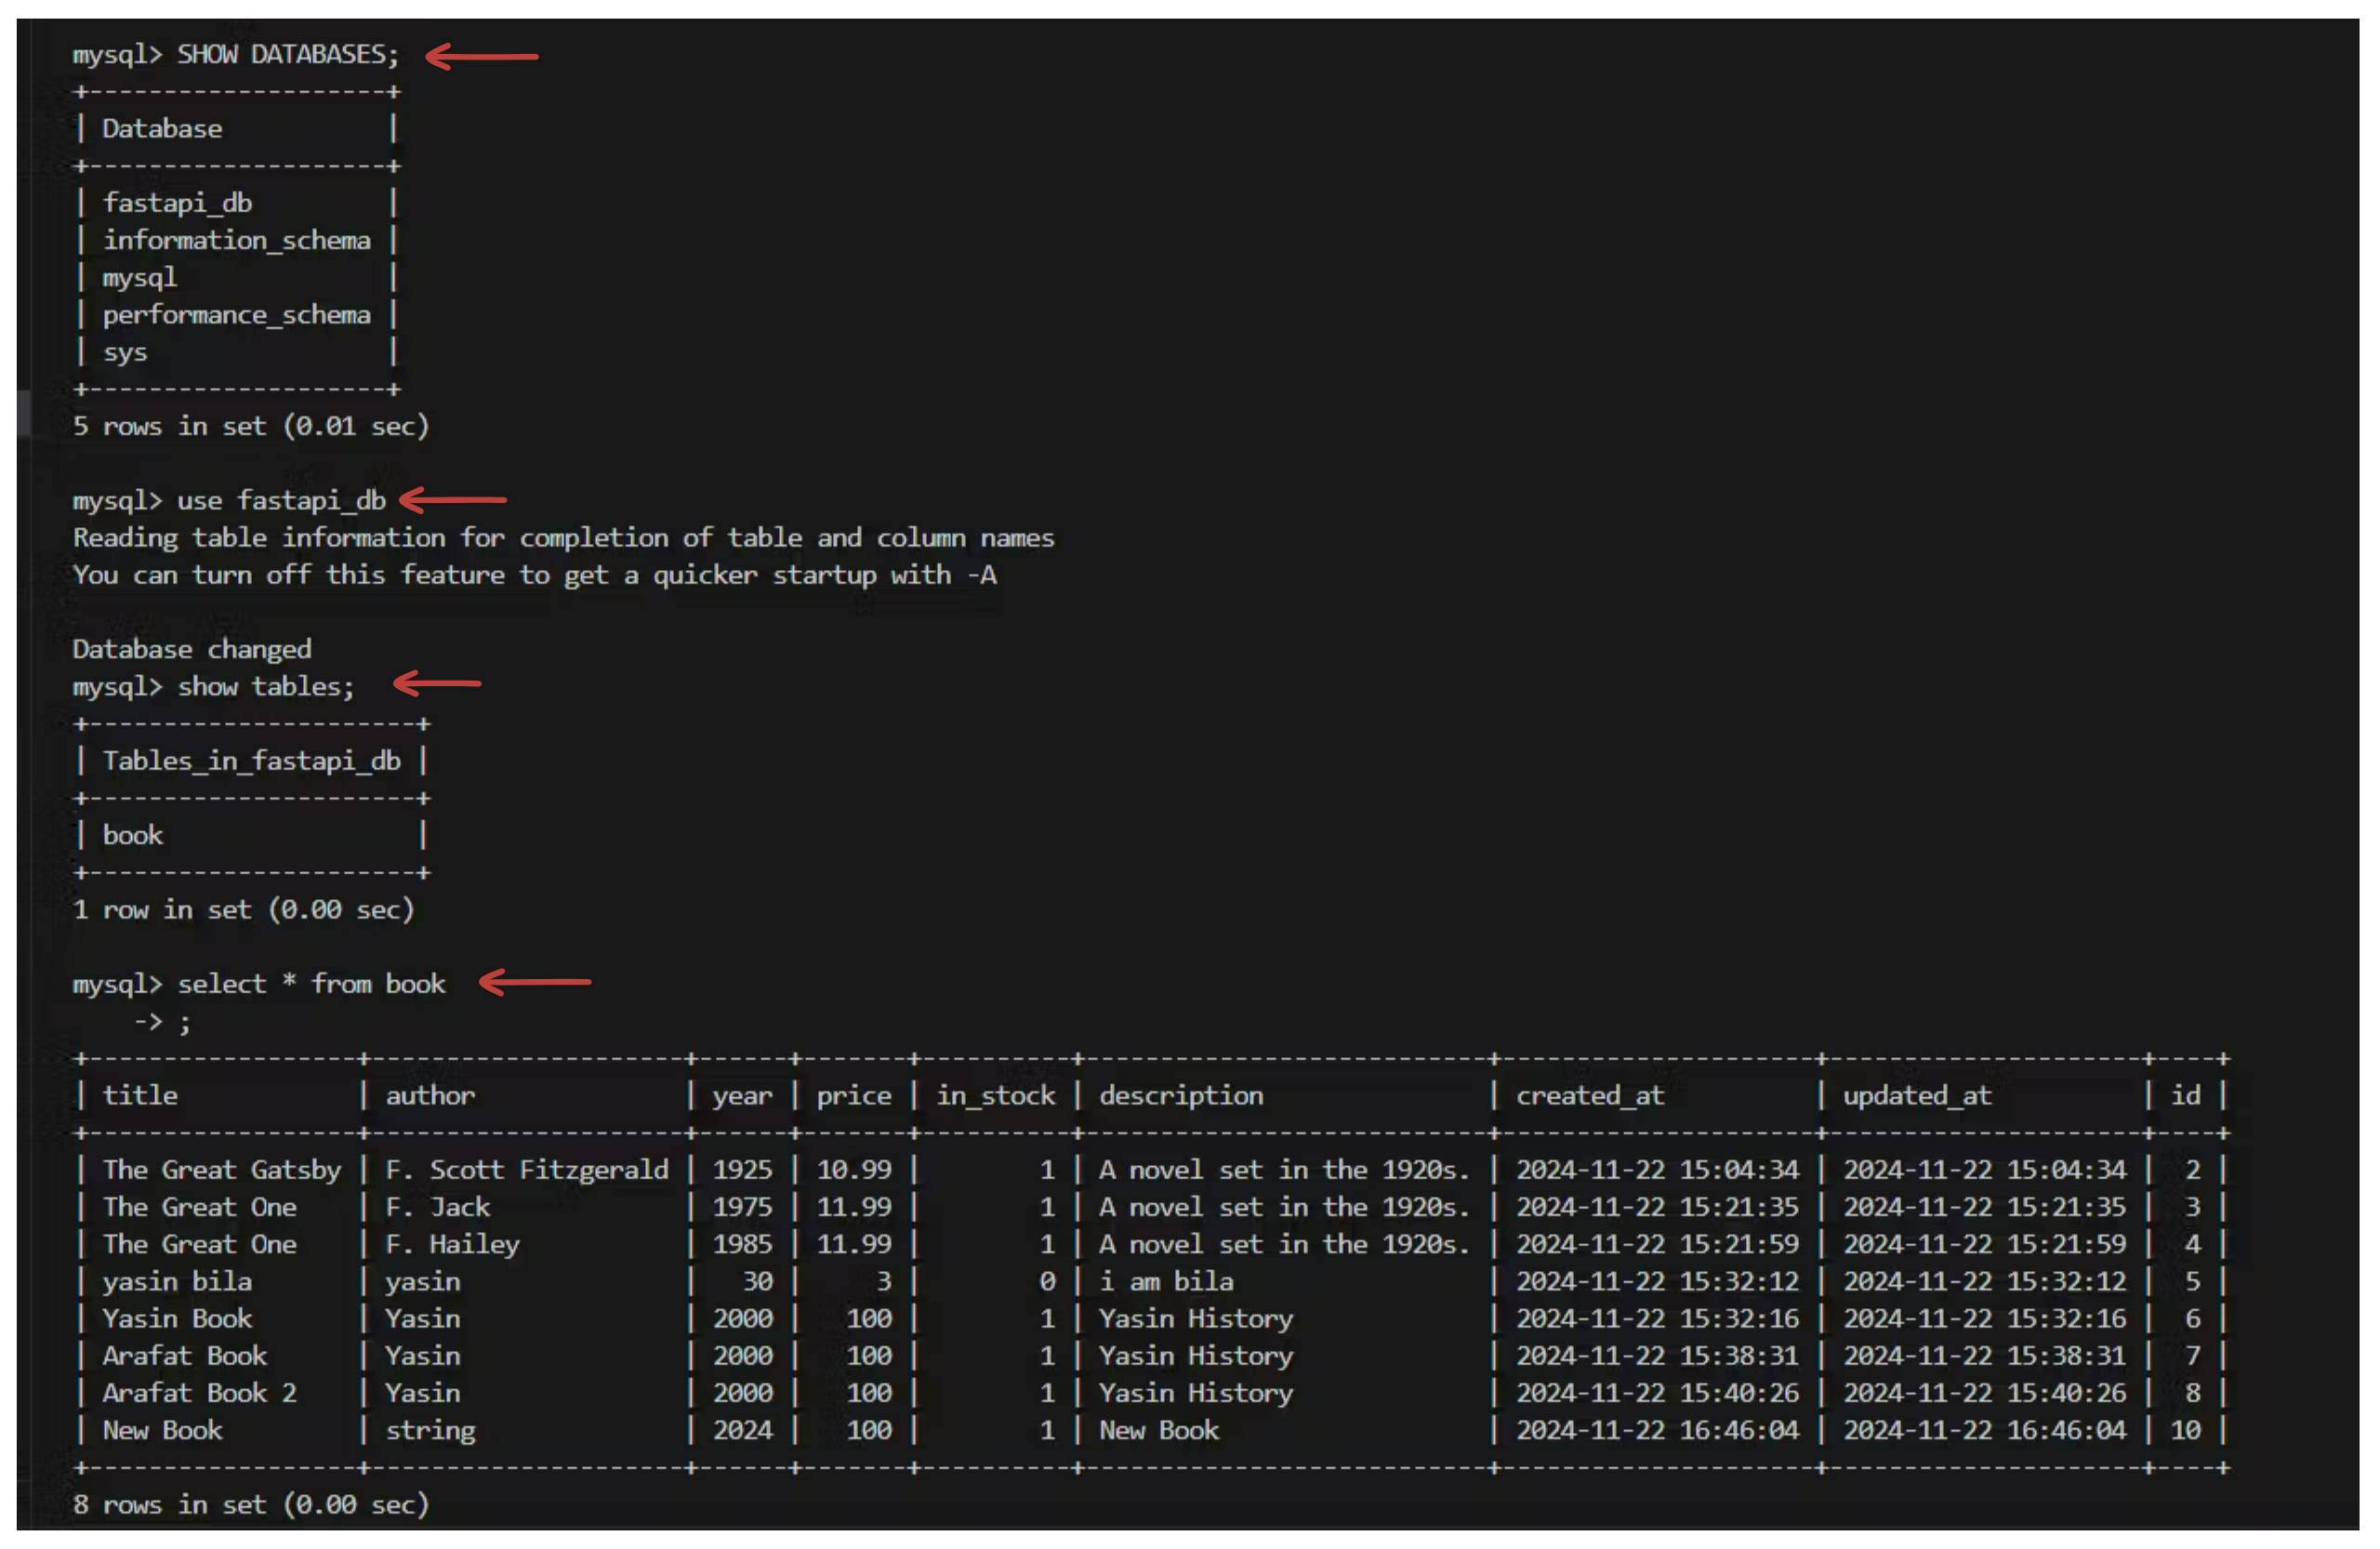 mysql> SHOW DATABASES;
+--------------------+
| Database           |
+--------------------+
| fastapi_db         |
| information_schema |
| mysql              |
| performance_schema |
| sys                |
+--------------------+
5 rows in set (0.01 sec)
mysql> use fastapi_db
Reading table information for completion of table and column names
You can turn off this feature to get a quicker startup with -A
Database changed
mysql> show tables;
+----------------------+
| Tables_in_fastapi_db |
+----------------------+
| book                 |
+----------------------+
1 row in set (0.00 sec)
mysql> select * from book
    -> ;
+------------------+---------------------+------+-------+----------+---------------------------+---------------------+---------------------+----+
| title            | author              | year | price | in_stock | description               | created_at          | updated_at          | id |
+------------------+---------------------+------+-------+----------+---------------------------+---------------------+---------------------+----+
| The Great Gatsby | F. Scott Fitzgerald | 1925 | 10.99 |        1 | A novel set in the 1920s. | 2024-11-22 15:04:34 | 2024-11-22 15:04:34 |  2 |
| The Great One    | F. Jack             | 1975 | 11.99 |        1 | A novel set in the 1920s. | 2024-11-22 15:21:35 | 2024-11-22 15:21:35 |  3 |
| The Great One    | F. Hailey           | 1985 | 11.99 |        1 | A novel set in the 1920s. | 2024-11-22 15:21:59 | 2024-11-22 15:21:59 |  4 |
| yasin bila       | yasin               |   30 |     3 |        0 | i am bila                 | 2024-11-22 15:32:12 | 2024-11-22 15:32:12 |  5 |
| Yasin Book       | Yasin               | 2000 |   100 |        1 | Yasin History             | 2024-11-22 15:32:16 | 2024-11-22 15:32:16 |  6 |
| Arafat Book      | Yasin               | 2000 |   100 |        1 | Yasin History             | 2024-11-22 15:38:31 | 2024-11-22 15:38:31 |  7 |
| Arafat Book 2    | Yasin               | 2000 |   100 |        1 | Yasin History             | 2024-11-22 15:40:26 | 2024-11-22 15:40:26 |  8 |
| New Book         | string              | 2024 |   100 |        1 | New Book                  | 2024-11-22 16:46:04 | 2024-11-22 16:46:04 | 10 |
+------------------+---------------------+------+-------+----------+---------------------------+---------------------+---------------------+----+
8 rows in set (0.00 sec)